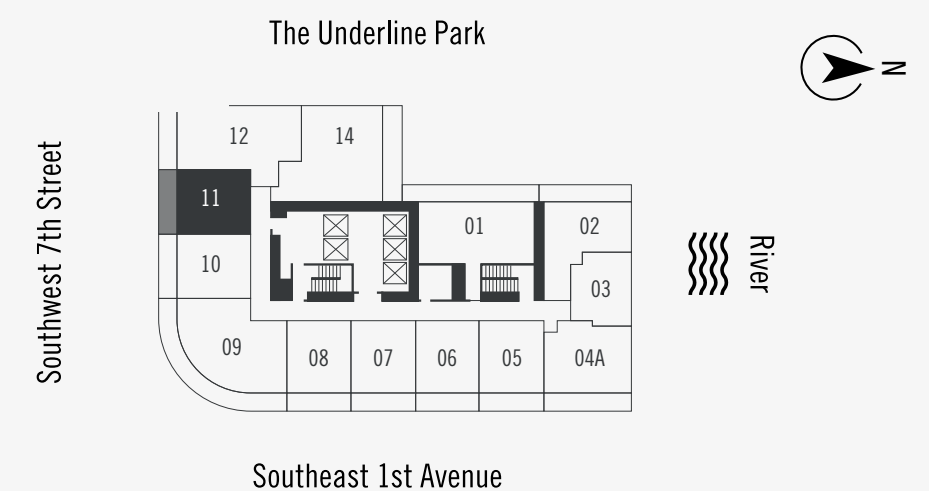 The Underline Park
N
12
14
11
01
02
Southwest 7th Street
10
River
03
09
08
07
06
05
04A
Southeast 1st Avenue